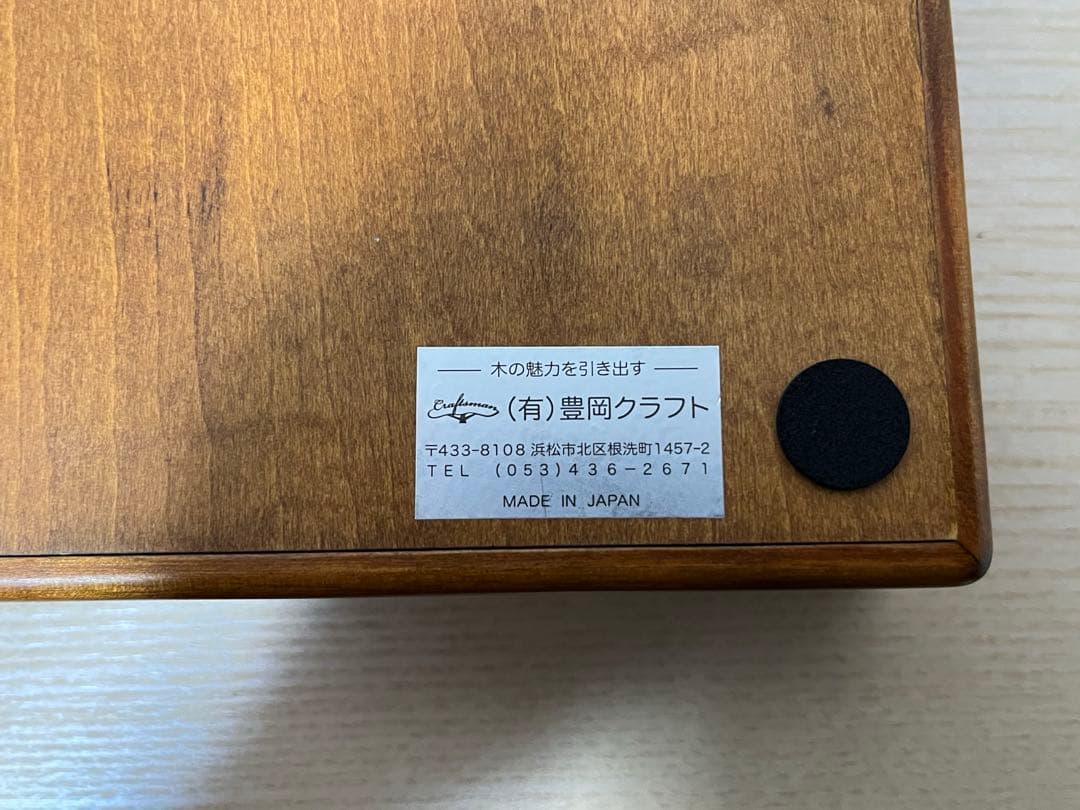 木の魅力を引き出す
Craftsman (有)豊岡クラフト
〒433-8108 浜松市北区根洗町1457-2
TEL (053)436-2671
MADE IN JAPAN